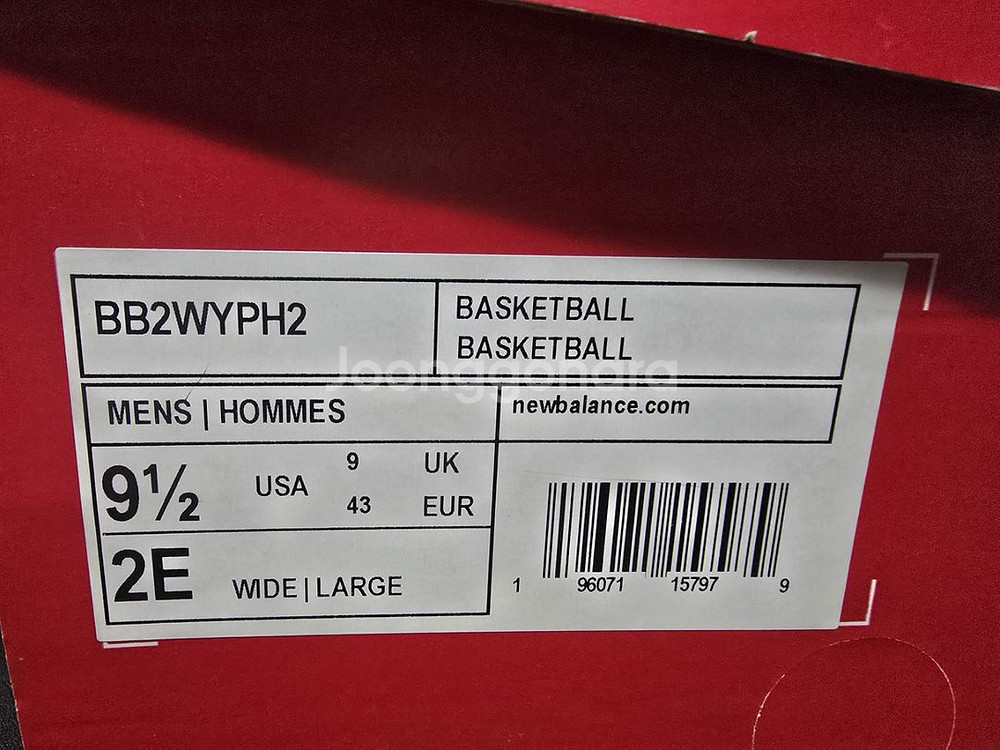 BB2WYPH2
BASKETBALL
BASKETBALL
Joonggonara
MENS | HOMMES
newbalance.com
9½ USA 9 UK
43 EUR
2E WIDE | LARGE
1 96071 15797 9